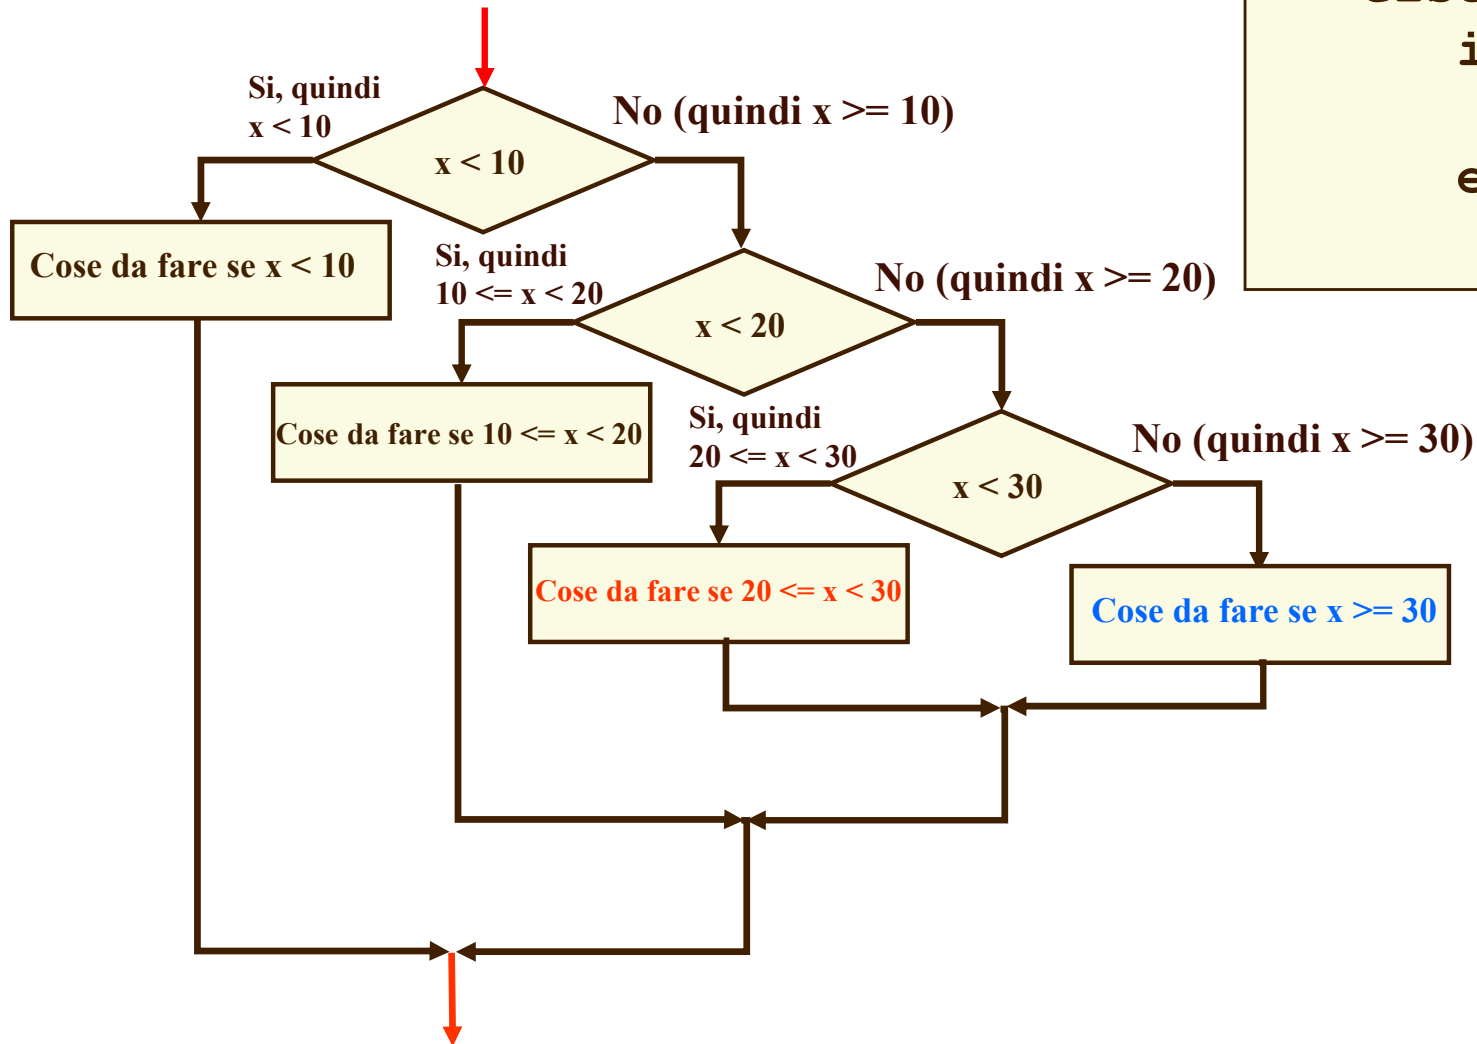 Si, quindi
x < 10
No (quindi x >= 10)
x < 10
Cose da fare se x < 10
Si, quindi
10 <= x < 20
No (quindi x >= 20)
x < 20
Cose da fare se 10 <= x < 20
Si, quindi
20 <= x < 30
No (quindi x >= 30)
x < 30
Cose da fare se 20 <= x < 30
Cose da fare se x >= 30